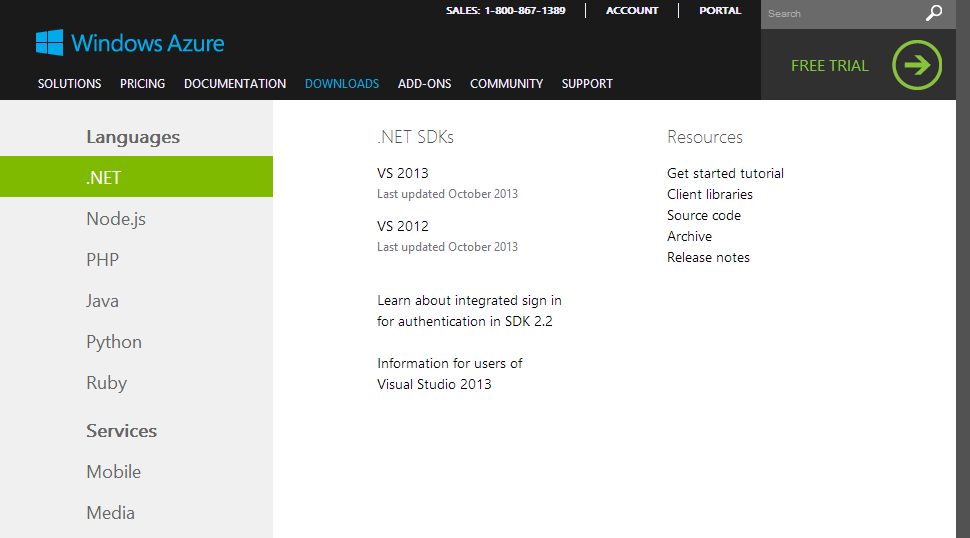 SALES: 1-800-867-1389 ACCOUNT PORTAL Search
Windows Azure
FREE TRIAL
SOLUTIONS PRICING DOCUMENTATION DOWNLOADS ADD-ONS COMMUNITY SUPPORT
Languages
.NET
Node.js
PHP
Java
Python
Ruby
Services
Mobile
Media
.NET SDKs
VS 2013
Last updated October 2013
VS 2012
Last updated October 2013
Learn about integrated sign in
for authentication in SDK 2.2
Information for users of
Visual Studio 2013
Resources
Get started tutorial
Client libraries
Source code
Archive
Release notes